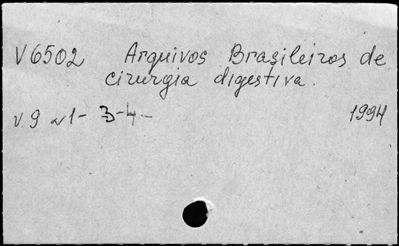 V6502 Arquivos Brasileiros de
cirurgia digestiva.
v. 9 n1- 3-4- 1994